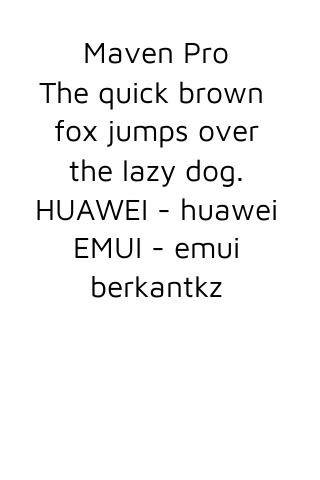 Maven Pro
The quick brown
fox jumps over
the lazy dog.
HUAWEI - huawei
EMUI - emui
berkantkz